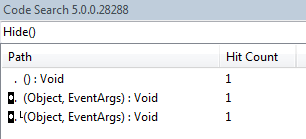 Code Search 5.0.0.28288
Hide()
Path Hit Count
. () : Void 1
. (Object, EventArgs) : Void 1
.└(Object, EventArgs) : Void 1